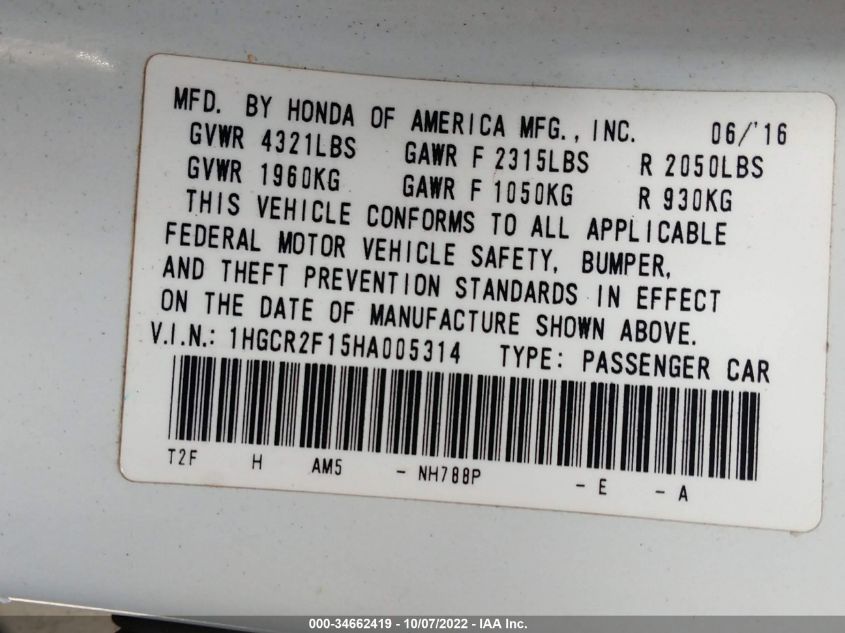 MFD. BY HONDA OF AMERICA MFG., INC. 06/'16
GVWR 4321LBS GAWR F 2315LBS R 2050LBS
GVWR 1960KG GAWR F 1050KG R 930KG
THIS VEHICLE CONFORMS TO ALL APPLICABLE
FEDERAL MOTOR VEHICLE SAFETY, BUMPER,
AND THEFT PREVENTION STANDARDS IN EFFECT
ON THE DATE OF MANUFACTURE SHOWN ABOVE.
V.I.N.: 1HGCR2F15HA005314 TYPE: PASSENGER CAR
T2F H AM5 - NH788P - E - A
000-34662419 - 10/07/2022 - IAA Inc.